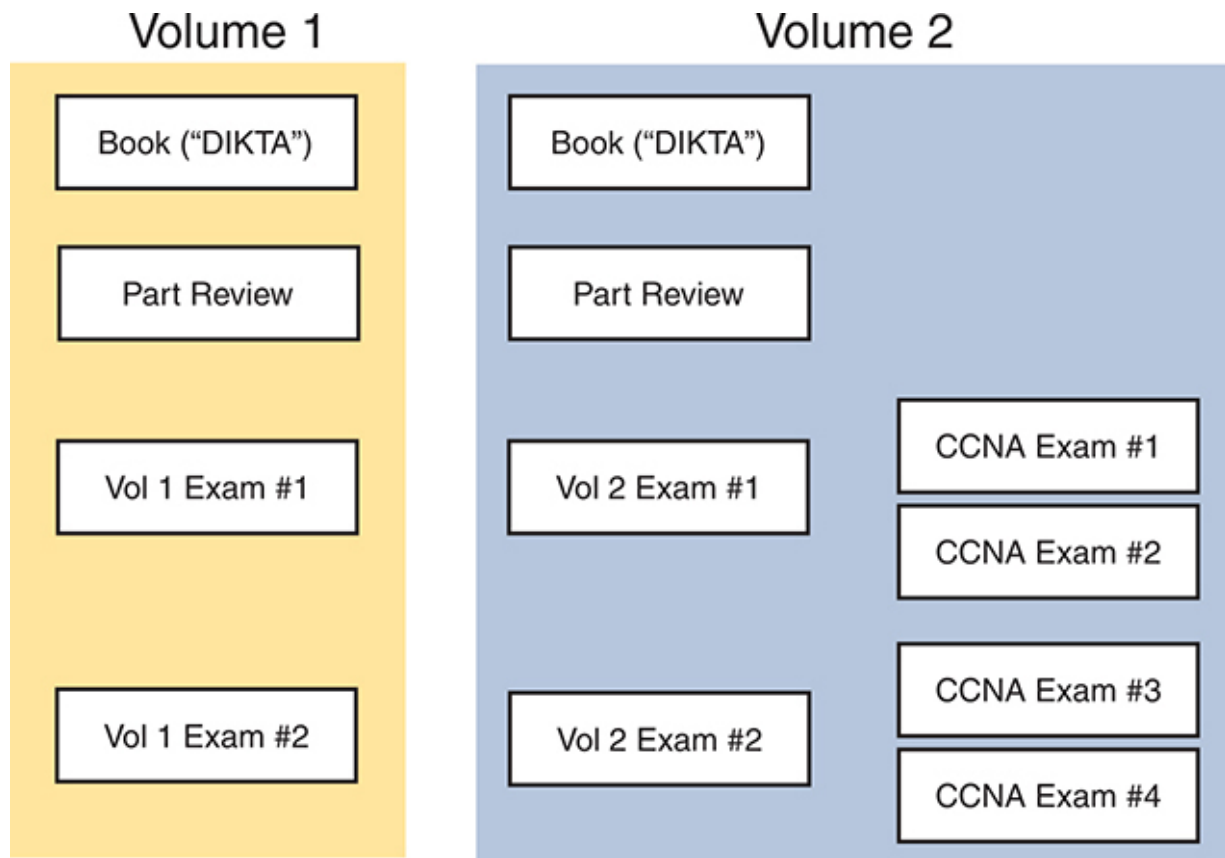 Volume 1
Book (“DIKTA”)
Part Review
Vol 1 Exam #1
Vol 1 Exam #2
Volume 2
Book (“DIKTA”)
Part Review
Vol 2 Exam #1
Vol 2 Exam #2
CCNA Exam #1
CCNA Exam #2
CCNA Exam #3
CCNA Exam #4